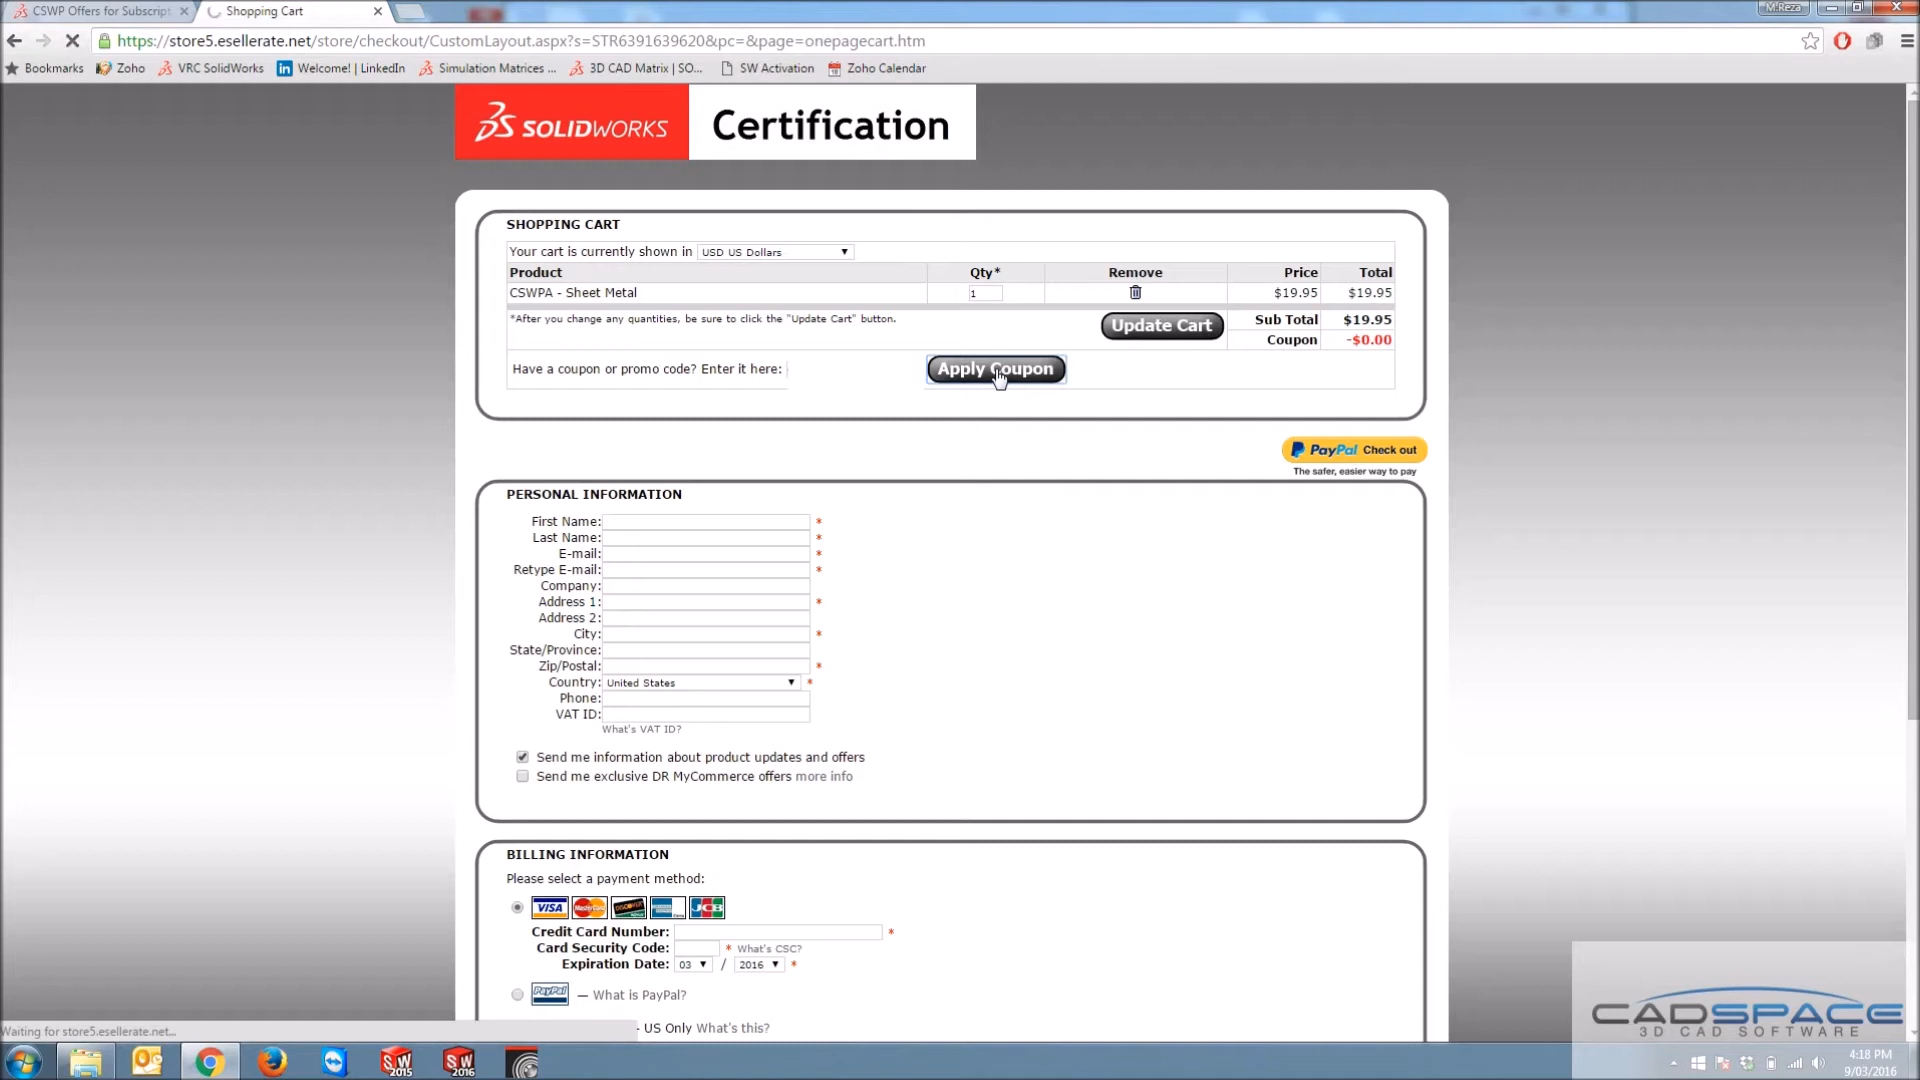 CSWP Offers for Subscript
Shopping Cart
M.Reza
https://store5.esellerate.net/store/checkout/CustomLayout.aspx?s=STR6391639620&pc=&page=onepagecart.htm
Bookmarks Zoho VRC SolidWorks Welcome! | LinkedIn Simulation Matrices ... 3D CAD Matrix | SO... SW Activation Zoho Calendar
SOLIDWORKS Certification
SHOPPING CART
Your cart is currently shown in USD US Dollars
Product Qty* Remove Price Total
CSWPA - Sheet Metal 1 $19.95 $19.95
*After you change any quantities, be sure to click the "Update Cart" button. Update Cart Sub Total $19.95
Coupon -$0.00
Have a coupon or promo code? Enter it here: Apply Coupon
PayPal Check out
The safer, easier way to pay
PERSONAL INFORMATION
First Name: *
Last Name: *
E-mail: *
Retype E-mail: *
Company:
Address 1: *
Address 2:
City: *
State/Province:
Zip/Postal: *
Country: United States *
Phone:
VAT ID:
What's VAT ID?
Send me information about product updates and offers
Send me exclusive DR MyCommerce offers more info
BILLING INFORMATION
Please select a payment method:
VISA MasterCard DISCOVER JCB
Credit Card Number: *
Card Security Code: * What's CSC?
Expiration Date: 03 / 2016 *
PayPal — What is PayPal?
- US Only What's this?
Waiting for store5.esellerate.net...
CADSPACE
3D CAD SOFTWARE
SW 2015 SW 2016
4:18 PM
9/03/2016